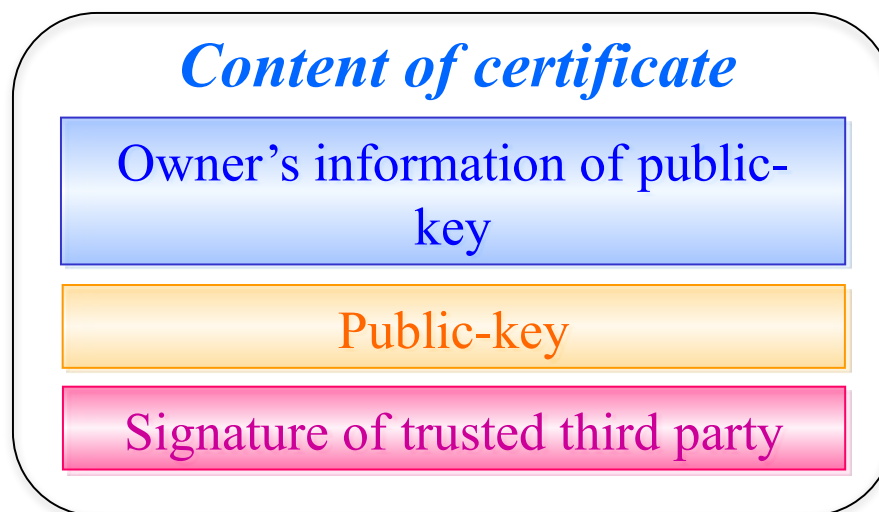 Content of certificate
Owner’s information of public-
key
Public-key
Signature of trusted third party